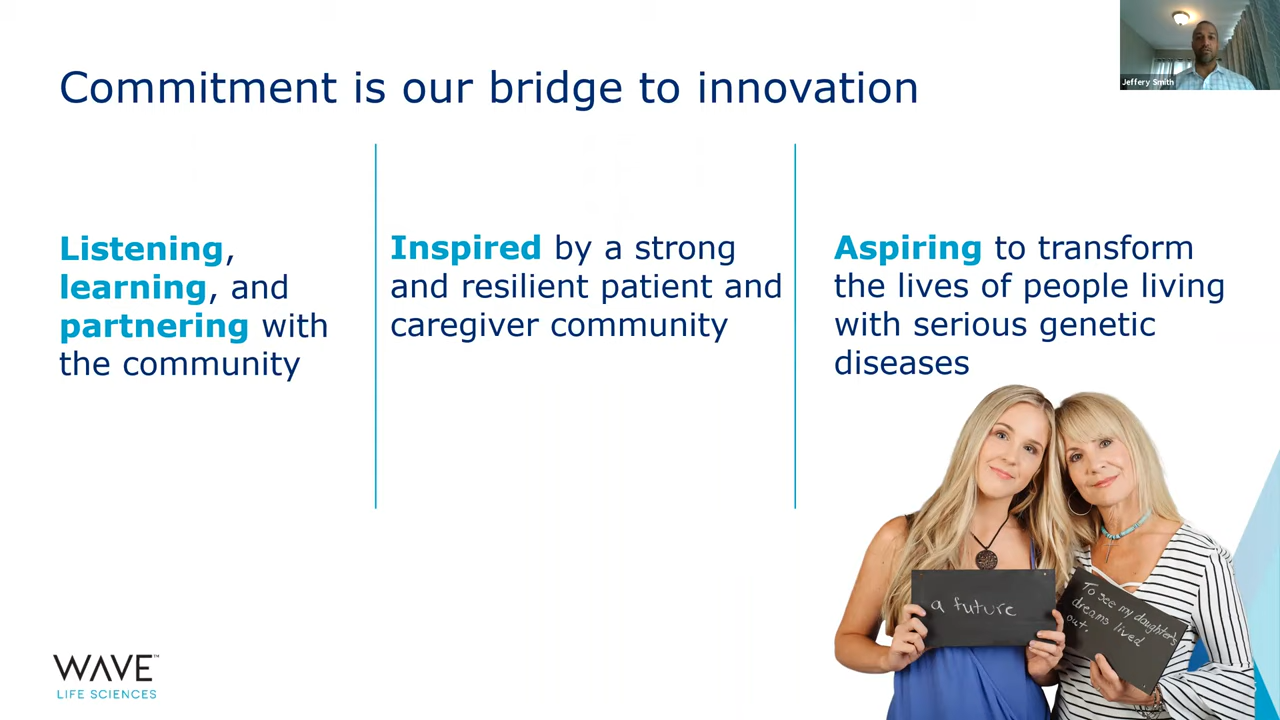 Commitment is our bridge to innovation
Jeffery Smith
Listening,
learning, and
partnering with
the community
Inspired by a strong
and resilient patient and
caregiver community
Aspiring to transform
the lives of people living
with serious genetic
diseases
a future
To see my daughter's
dreams lived
out.
WAVE™
LIFE SCIENCES